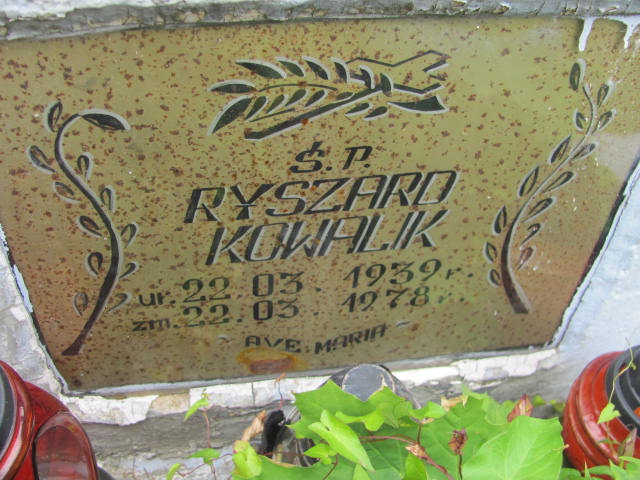 Ś.P.
RYSZARD
KOWALIK
ur. 22.03.1939 r.
zm. 22.03.1978 r.
~ AVE MARIA ~